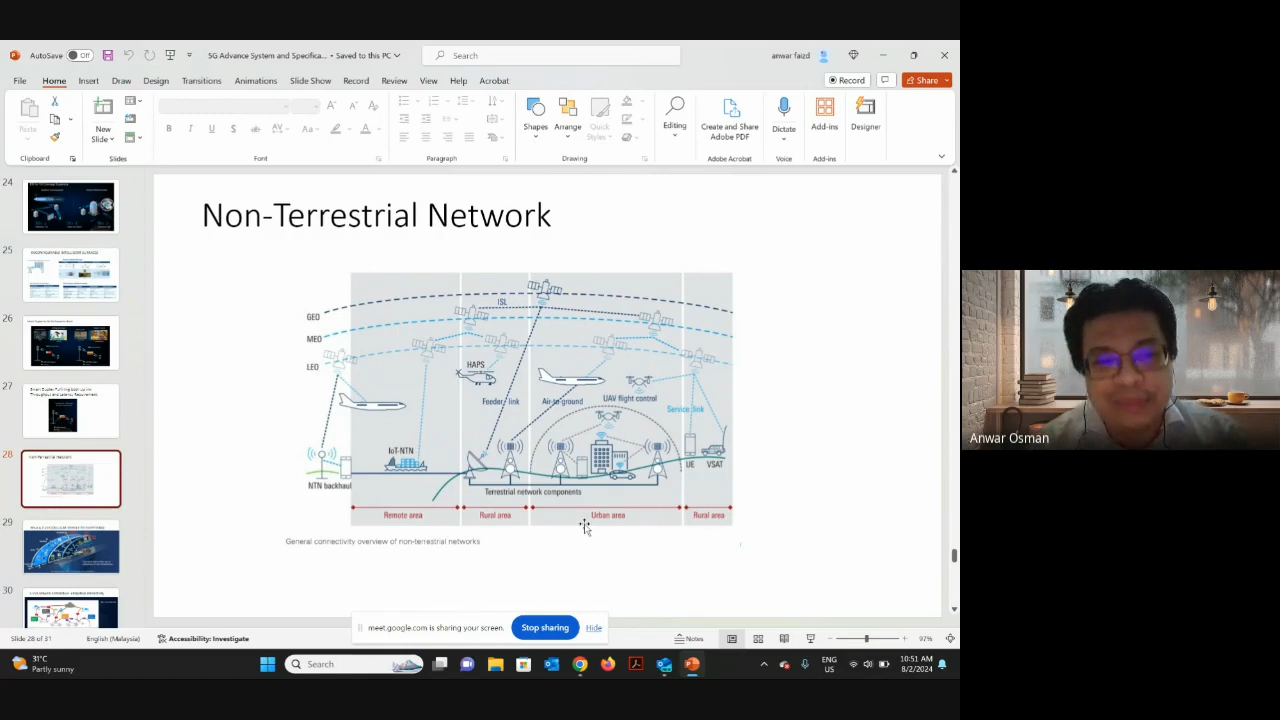 AutoSave Off
5G Advance System and Specifica... • Saved to this PC
Search
anwar faizd
File Home Insert Draw Design Transitions Animations Slide Show Record Review View Help Acrobat
Record
Share
Paste
New
Slide
Shapes
Arrange
Quick
Styles
Editing
Create and Share
Adobe PDF
Dictate
Add-ins
Designer
Clipboard
Slides
Font
Paragraph
Drawing
Adobe Acrobat
Voice
Add-ins
24
25
26
27
28
29
30
Non-Terrestrial Network
GEO
MEO
LEO
ISL
HAPS
Feeder link
Air-to-ground
UAV flight control
Service link
IoT-NTN
NTN backhaul
UE
VSAT
Terrestrial network components
Remote area
Rural area
Urban area
Rural area
General connectivity overview of non-terrestrial networks
meet.google.com is sharing your screen.
Stop sharing
Hide
Slide 28 of 31
English (Malaysia)
Accessibility: Investigate
Notes
97%
31°C
Partly sunny
Search
ENG
US
10:51 AM
8/2/2024
Anwar Osman